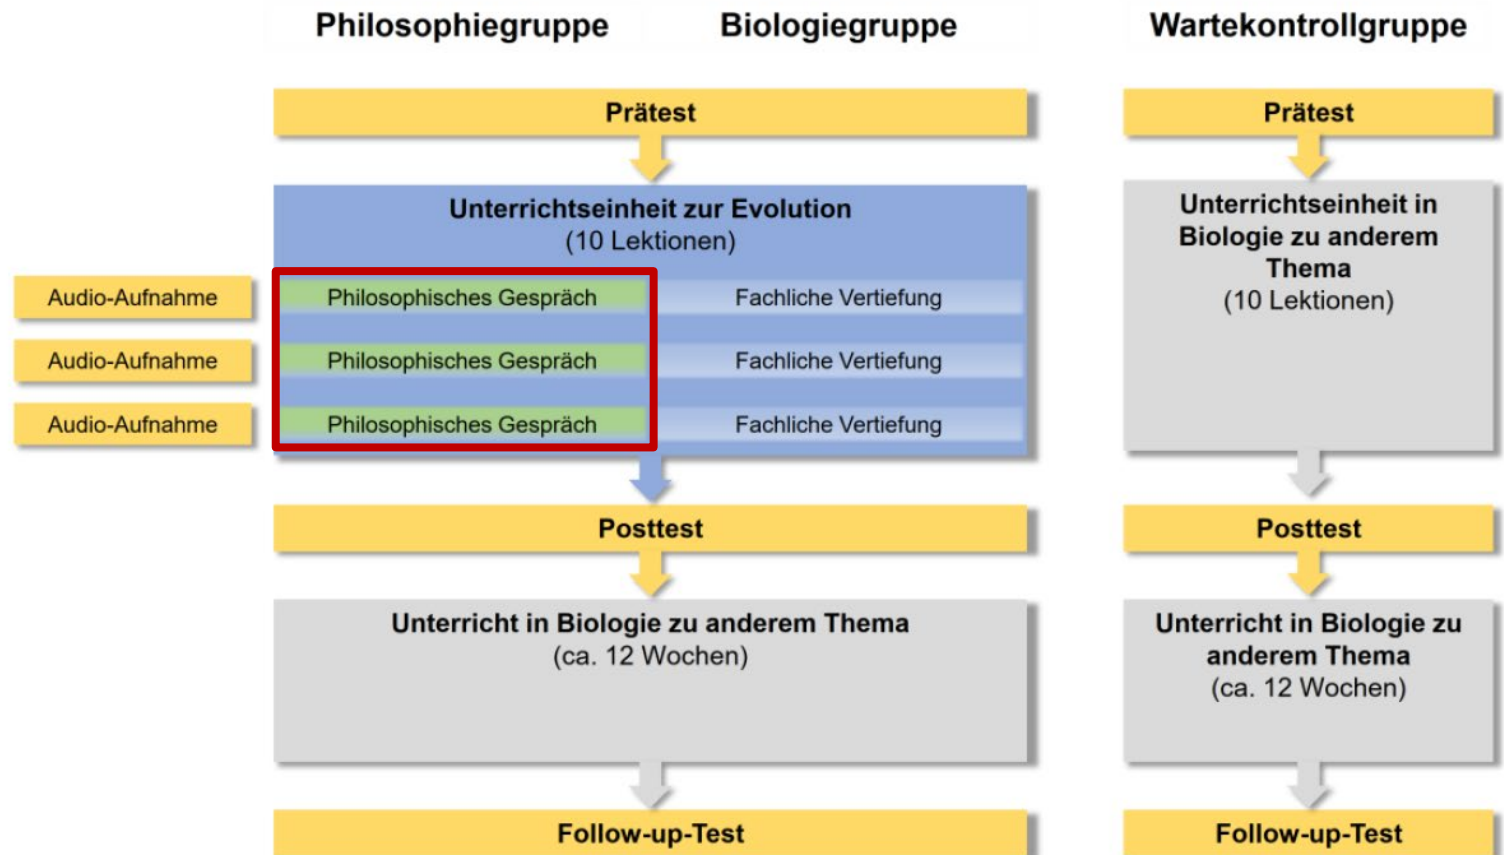 Philosophiegruppe
Biologiegruppe
Wartekontrollgruppe
Prätest
Prätest
Unterrichtseinheit zur Evolution
(10 Lektionen)
Unterrichtseinheit in
Biologie zu anderem
Thema
(10 Lektionen)
Audio-Aufnahme
Philosophisches Gespräch
Fachliche Vertiefung
Audio-Aufnahme
Philosophisches Gespräch
Fachliche Vertiefung
Audio-Aufnahme
Philosophisches Gespräch
Fachliche Vertiefung
Posttest
Posttest
Unterricht in Biologie zu anderem Thema
(ca. 12 Wochen)
Unterricht in Biologie zu
anderem Thema
(ca. 12 Wochen)
Follow-up-Test
Follow-up-Test